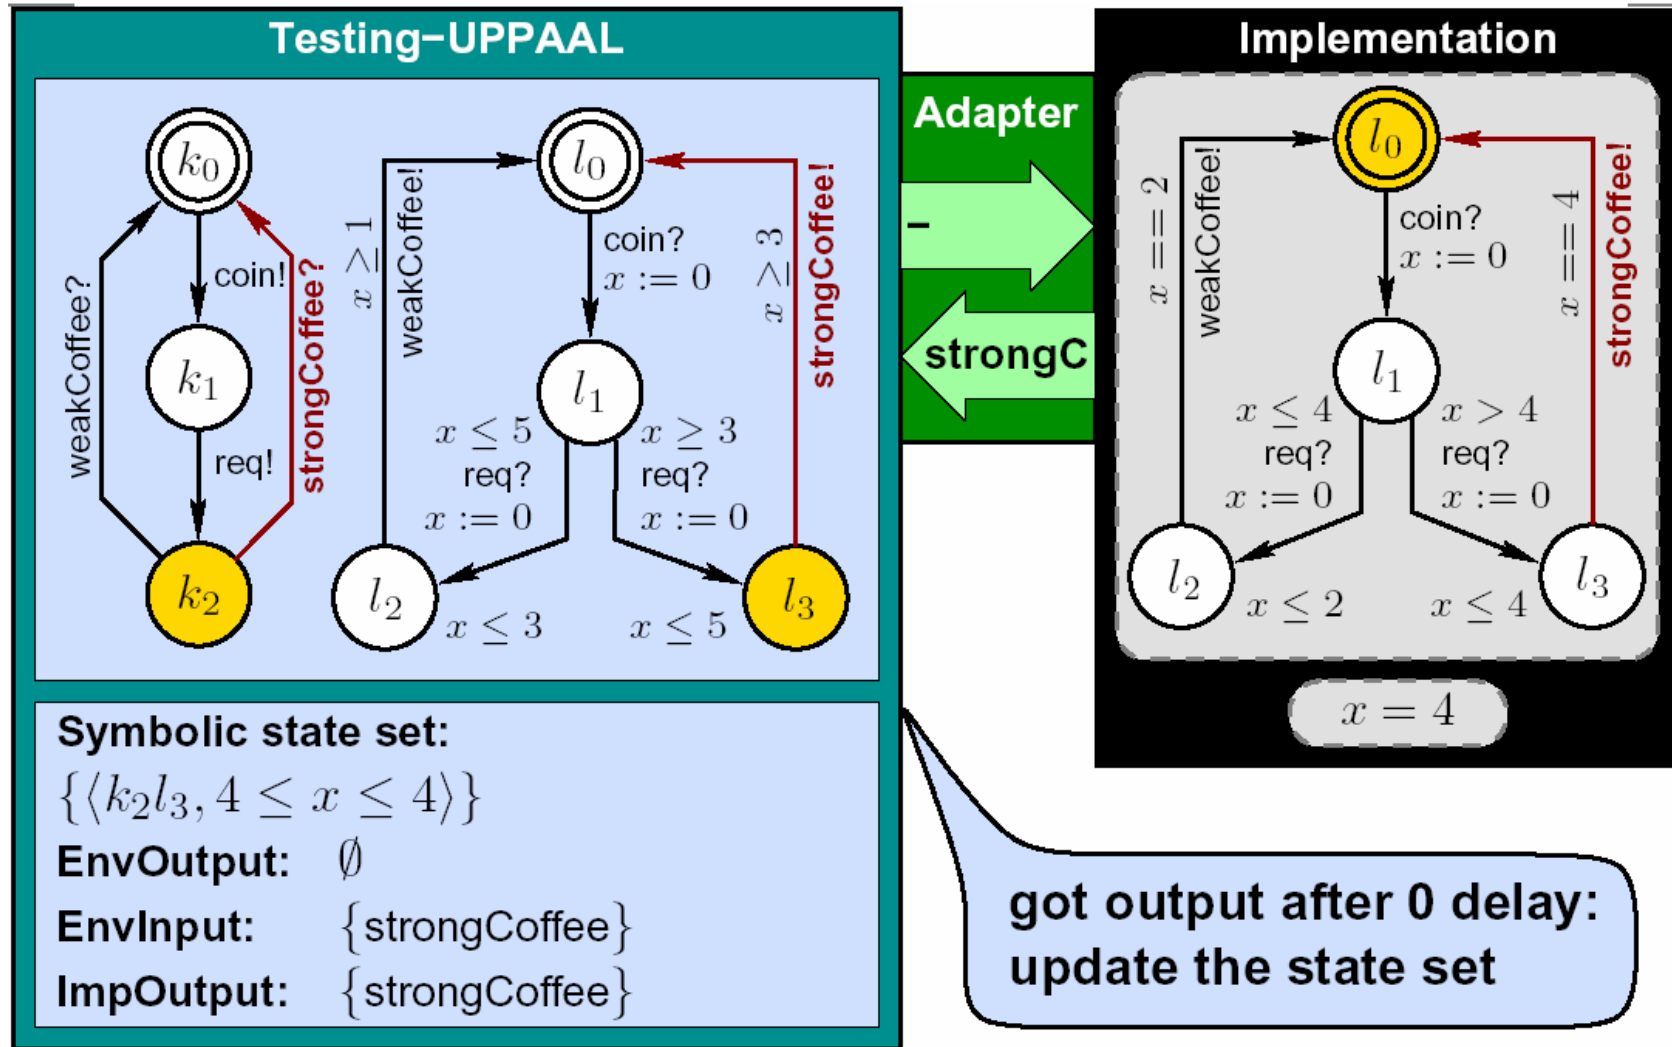 Testing–UPPAAL
k₀
coin!
k₁
req!
k₂
weakCoffee?
strongCoffee?
l₀
coin?
x := 0
l₁
x ≥ 1
weakCoffee!
x ≥ 3
strongCoffee!
x ≤ 5
req?
x := 0
x ≥ 3
req?
x := 0
l₂
x ≤ 3
x ≤ 5
l₃
Symbolic state set:
{⟨k₂l₃, 4 ≤ x ≤ 4⟩}
EnvOutput: ∅
EnvInput: {strongCoffee}
ImpOutput: {strongCoffee}
Adapter
–
strongC
Implementation
l₀
coin?
x := 0
l₁
x == 2
weakCoffee!
x == 4
strongCoffee!
x ≤ 4
req?
x := 0
x > 4
req?
x := 0
l₂
x ≤ 2
x ≤ 4
l₃
x = 4
got output after 0 delay:
update the state set